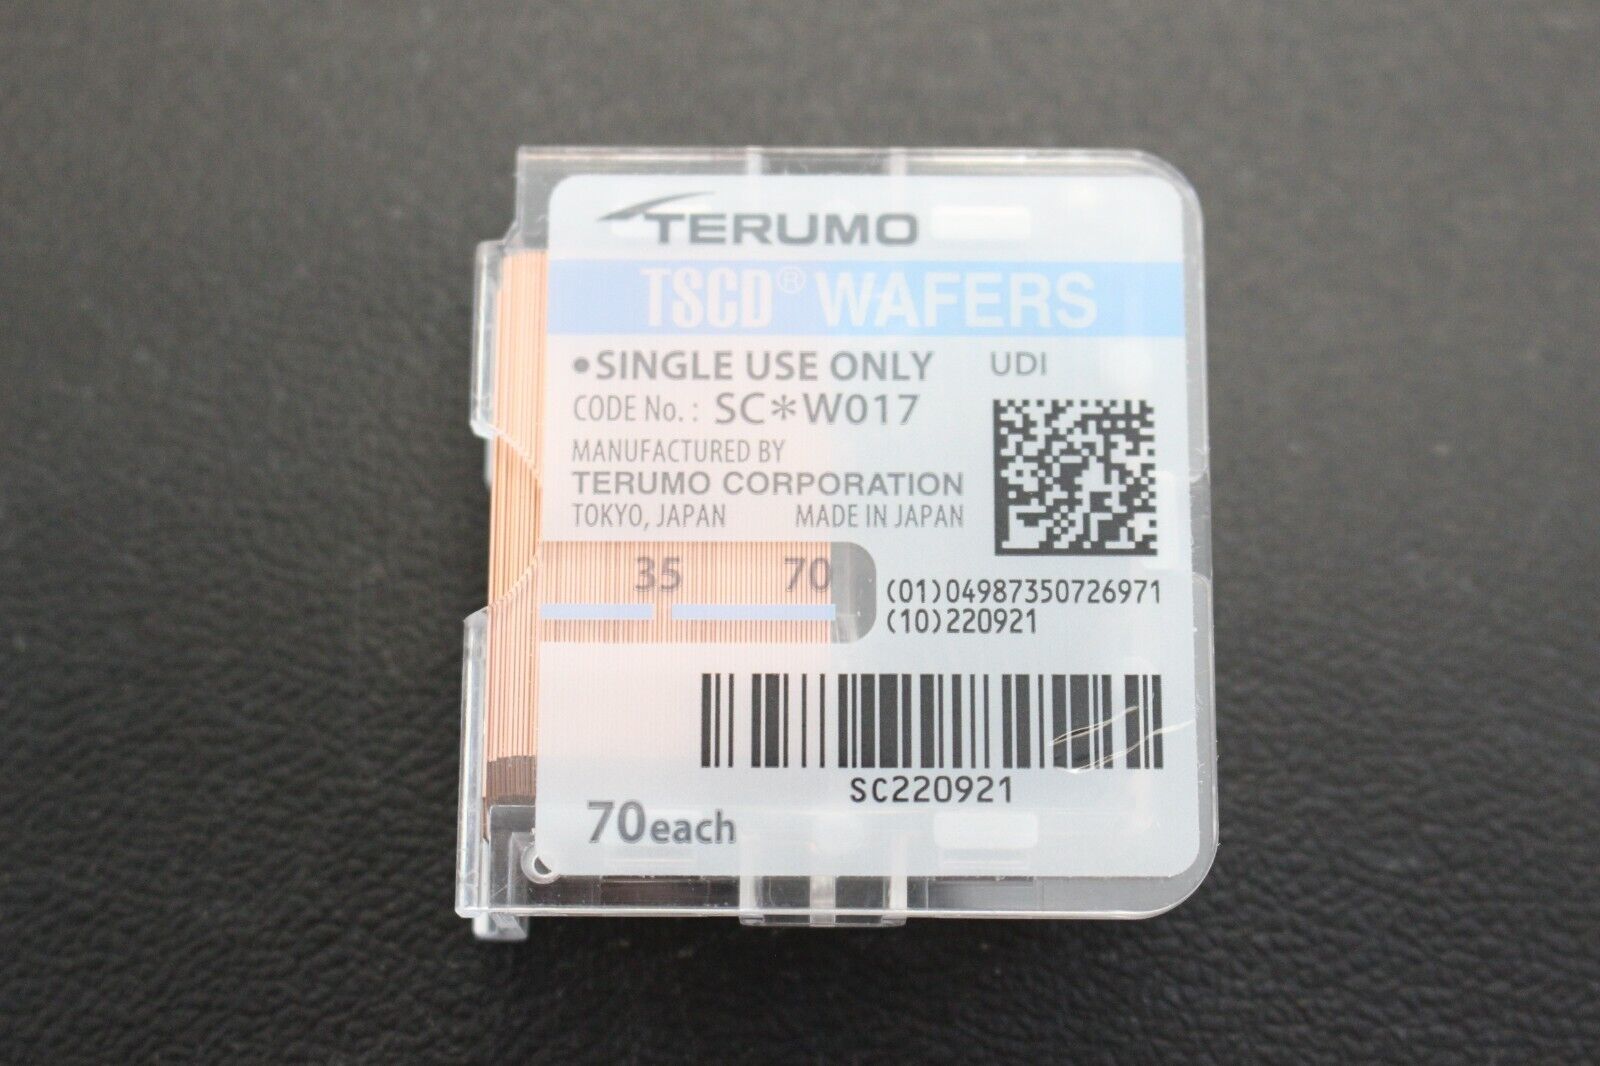 TERUMO
TSCD® WAFERS
•SINGLE USE ONLY
UDI
CODE No.: SC*W017
MANUFACTURED BY
TERUMO CORPORATION
TOKYO, JAPAN MADE IN JAPAN
35 70
(01)04987350726971
(10)220921
SC220921
70each